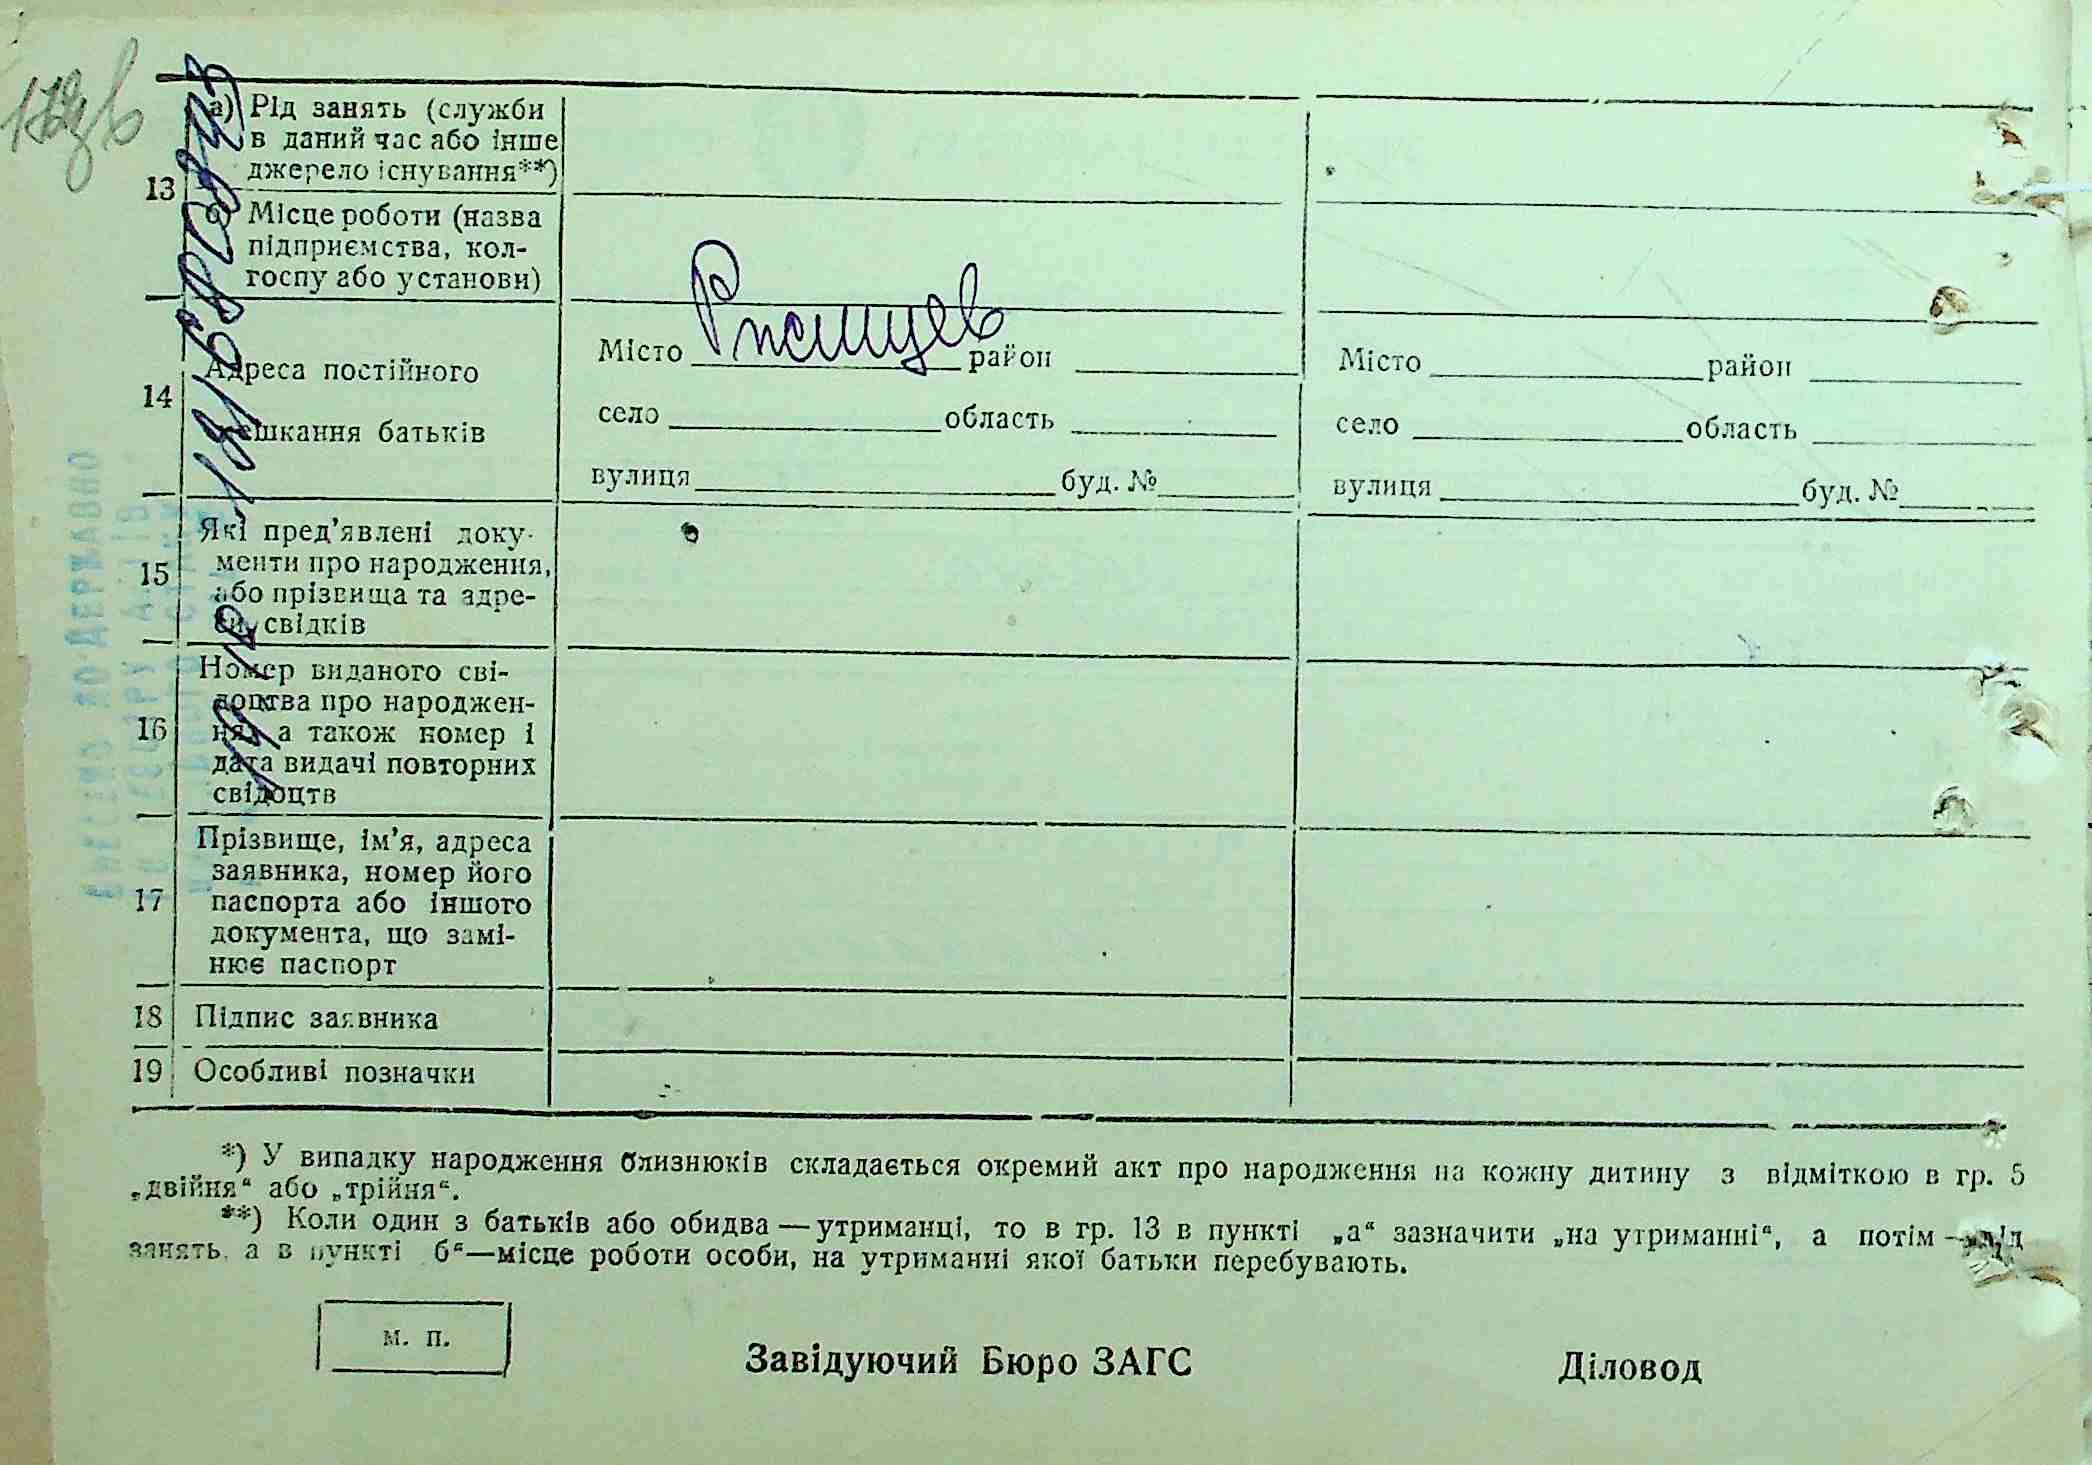 а) Рід занять (служби
в даний час або інше
джерело існування**)
13
Місце роботи (назва
підприємства, кол-
госпу або установи)
14
Адреса постійного
мешкання батьків
Місто Ржищев район
село область
вулиця буд. №
Місто район
село область
вулиця буд. №
15
Які пред'явлені доку-
менти про народження,
або прізвища та адре-
си свідків
16
Номер виданого сві-
доцтва про народжен-
ня, а також номер і
дата видачі повторних
свідоцтв
17
Прізвище, ім'я, адреса
заявника, номер його
паспорта або іншого
документа, що замі-
нює паспорт
18 Підпис заявника
19 Особливі позначки
*) У випадку народження близнюків складається окремий акт про народження на кожну дитину з відміткою в гр. 5
„двійня“ або „трійня“.
**) Коли один з батьків або обидва — утриманці, то в гр. 13 в пункті „а“ зазначити „на утриманні“, а потім — рід
занять, а в пункті б“—місце роботи особи, на утриманні якої батьки перебувають.
м. п.
Завідуючий Бюро ЗАГС
Діловод